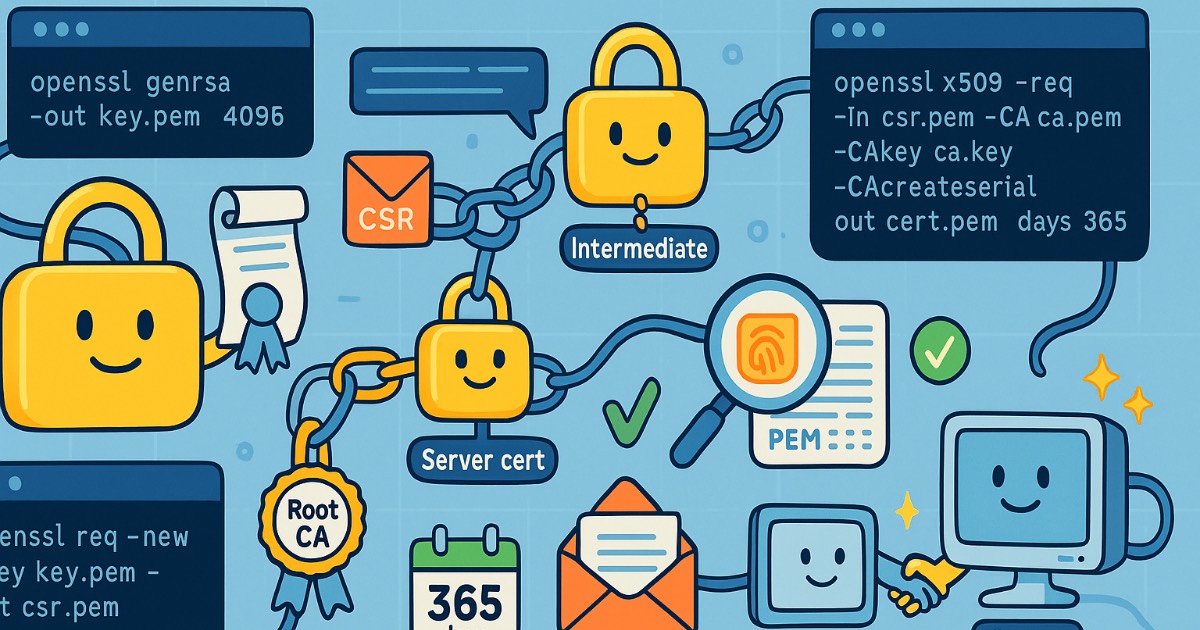 openssl genrsa
-out key.pem 4096
CSR
Intermediate
openssl x509 -req
-In csr.pem -CA ca.pem
-CAkey ca.key
-CAcreateserial
out cert.pem days 365
Server cert
PEM
Root
CA
enssl req -new
ey key.pem -
t csr.pem
365